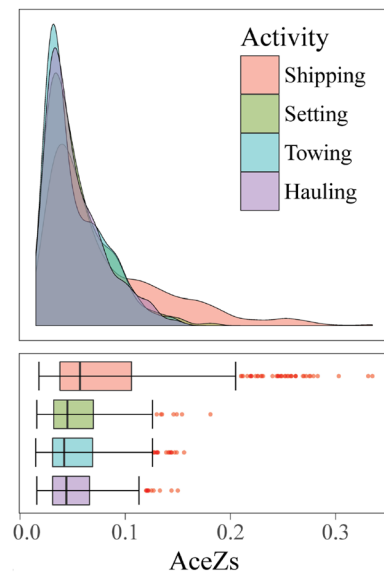 Activity
Shipping
Setting
Towing
Hauling
0.0 0.1 0.2 0.3
AceZs